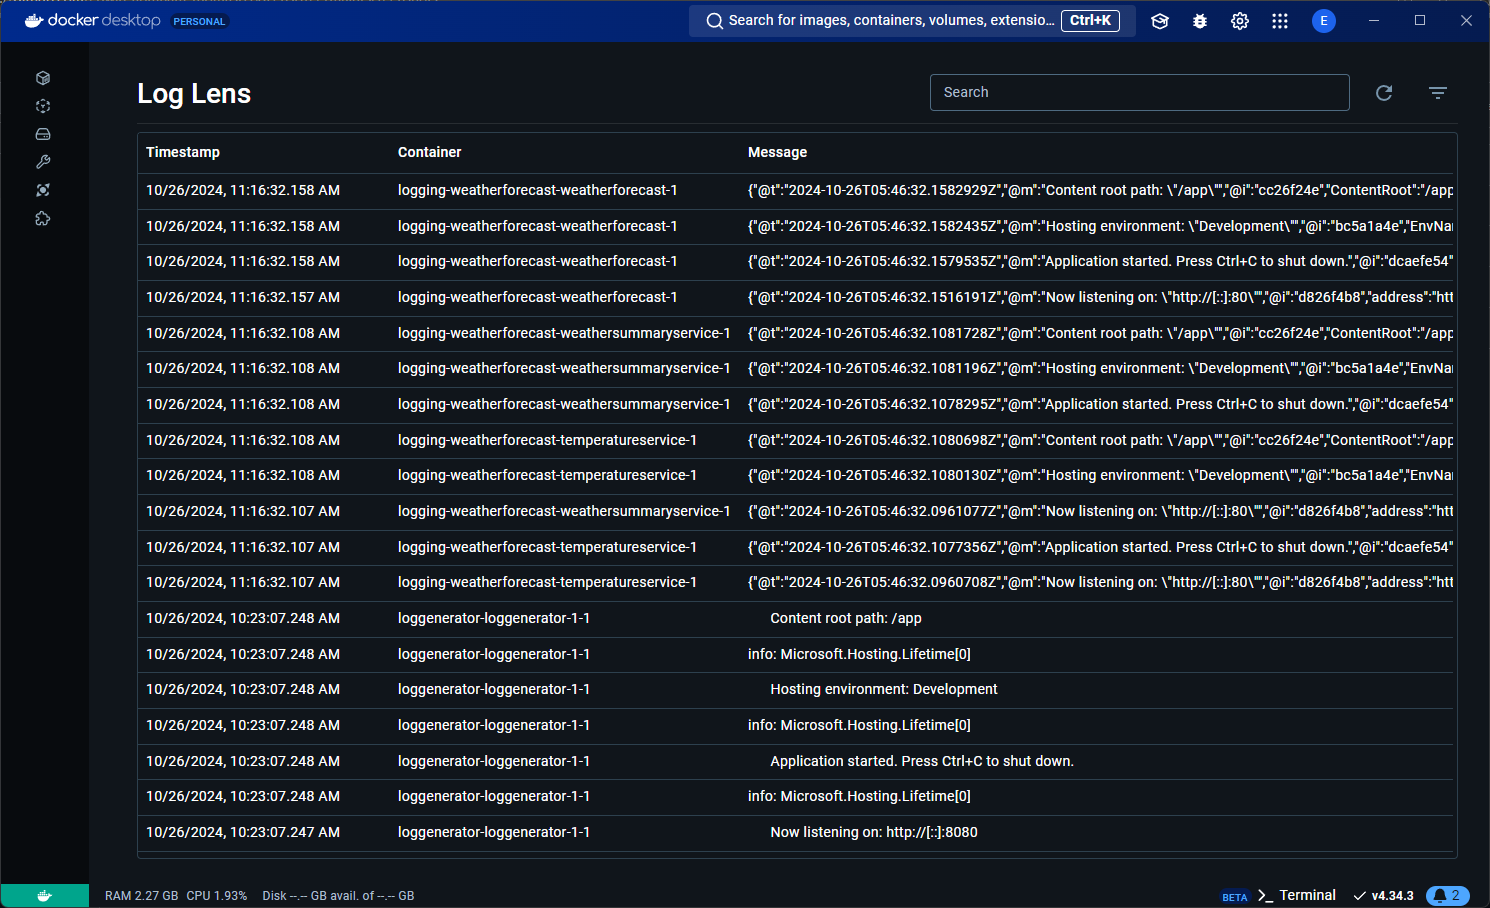 docker desktop PERSONAL Search for images, containers, volumes, extensio... Ctrl+K E
Log Lens Search
Timestamp Container Message
10/26/2024, 11:16:32.158 AM logging-weatherforecast-weatherforecast-1 {"@t":"2024-10-26T05:46:32.1582929Z","@m":"Content root path: \"/app\"","@i":"cc26f24e","ContentRoot":"/app
10/26/2024, 11:16:32.158 AM logging-weatherforecast-weatherforecast-1 {"@t":"2024-10-26T05:46:32.1582435Z","@m":"Hosting environment: \"Development\"","@i":"bc5a1a4e","EnvNa
10/26/2024, 11:16:32.158 AM logging-weatherforecast-weatherforecast-1 {"@t":"2024-10-26T05:46:32.1579535Z","@m":"Application started. Press Ctrl+C to shut down.","@i":"dcaefe54"
10/26/2024, 11:16:32.157 AM logging-weatherforecast-weatherforecast-1 {"@t":"2024-10-26T05:46:32.1516191Z","@m":"Now listening on: \"http://[::]:80\"","@i":"d826f4b8","address":"htt
10/26/2024, 11:16:32.108 AM logging-weatherforecast-weathersummaryservice-1 {"@t":"2024-10-26T05:46:32.1081728Z","@m":"Content root path: \"/app\"","@i":"cc26f24e","ContentRoot":"/app
10/26/2024, 11:16:32.108 AM logging-weatherforecast-weathersummaryservice-1 {"@t":"2024-10-26T05:46:32.1081196Z","@m":"Hosting environment: \"Development\"","@i":"bc5a1a4e","EnvNa
10/26/2024, 11:16:32.108 AM logging-weatherforecast-weathersummaryservice-1 {"@t":"2024-10-26T05:46:32.1078295Z","@m":"Application started. Press Ctrl+C to shut down.","@i":"dcaefe54"
10/26/2024, 11:16:32.108 AM logging-weatherforecast-temperatureservice-1 {"@t":"2024-10-26T05:46:32.1080698Z","@m":"Content root path: \"/app\"","@i":"cc26f24e","ContentRoot":"/app
10/26/2024, 11:16:32.108 AM logging-weatherforecast-temperatureservice-1 {"@t":"2024-10-26T05:46:32.1080130Z","@m":"Hosting environment: \"Development\"","@i":"bc5a1a4e","EnvNa
10/26/2024, 11:16:32.107 AM logging-weatherforecast-weathersummaryservice-1 {"@t":"2024-10-26T05:46:32.0961077Z","@m":"Now listening on: \"http://[::]:80\"","@i":"d826f4b8","address":"htt
10/26/2024, 11:16:32.107 AM logging-weatherforecast-temperatureservice-1 {"@t":"2024-10-26T05:46:32.1077356Z","@m":"Application started. Press Ctrl+C to shut down.","@i":"dcaefe54"
10/26/2024, 11:16:32.107 AM logging-weatherforecast-temperatureservice-1 {"@t":"2024-10-26T05:46:32.0960708Z","@m":"Now listening on: \"http://[::]:80\"","@i":"d826f4b8","address":"htt
10/26/2024, 10:23:07.248 AM loggenerator-loggenerator-1-1 Content root path: /app
10/26/2024, 10:23:07.248 AM loggenerator-loggenerator-1-1 info: Microsoft.Hosting.Lifetime[0]
10/26/2024, 10:23:07.248 AM loggenerator-loggenerator-1-1 Hosting environment: Development
10/26/2024, 10:23:07.248 AM loggenerator-loggenerator-1-1 info: Microsoft.Hosting.Lifetime[0]
10/26/2024, 10:23:07.248 AM loggenerator-loggenerator-1-1 Application started. Press Ctrl+C to shut down.
10/26/2024, 10:23:07.248 AM loggenerator-loggenerator-1-1 info: Microsoft.Hosting.Lifetime[0]
10/26/2024, 10:23:07.247 AM loggenerator-loggenerator-1-1 Now listening on: http://[::]:8080
RAM 2.27 GB CPU 1.93% Disk --.-- GB avail. of --.-- GB BETA >_ Terminal v4.34.3 2